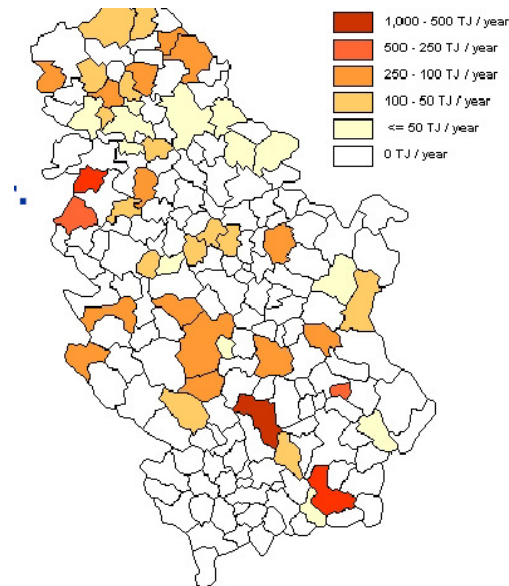 1,000 - 500 TJ / year
500 - 250 TJ / year
250 - 100 TJ / year
100 - 50 TJ / year
<= 50 TJ / year
0 TJ / year